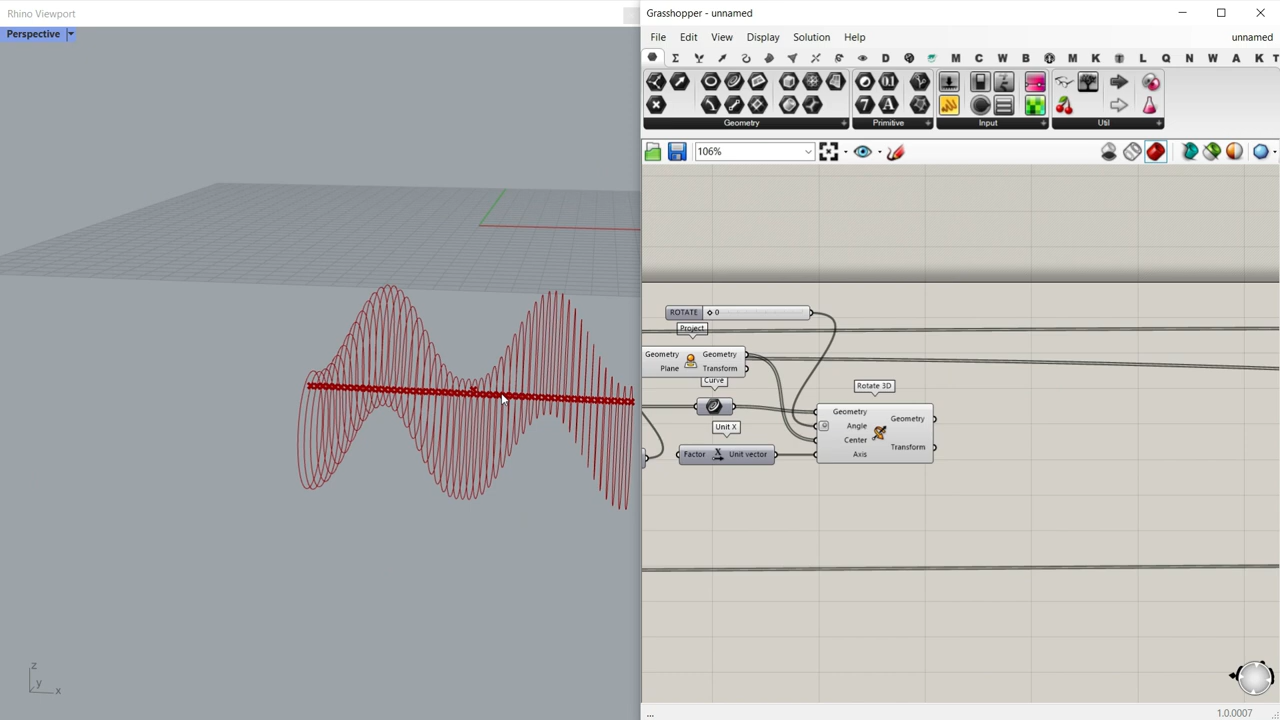 Rhino Viewport
Perspective
z
y
x
Grasshopper - unnamed
File Edit View Display Solution Help unnamed
D M C W B M K L Q N W A K T
Geometry Primitive Input Util
106%
ROTATE 0
Project
Geometry Geometry
Plane Transform
Curve
Unit X
Factor Unit vector
Rotate 3D
Geometry
Angle
Center
Axis
Geometry
Transform
... 1.0.0007